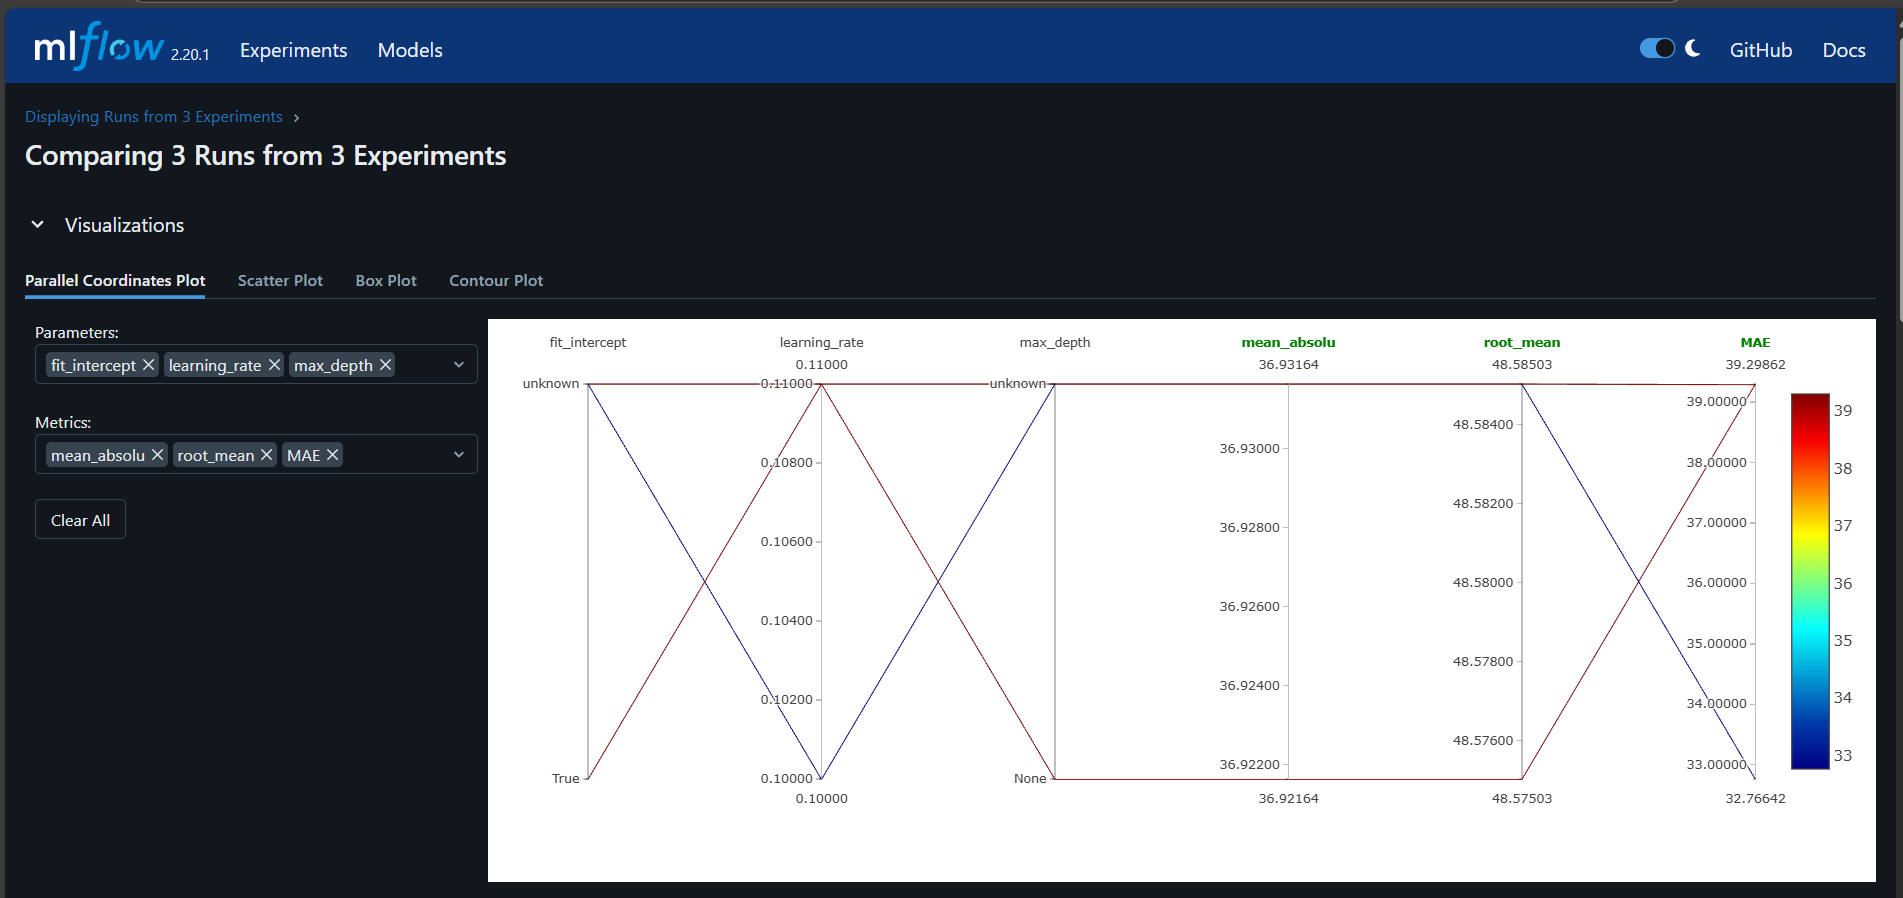 mlflow 2.20.1 Experiments Models GitHub Docs
Displaying Runs from 3 Experiments
Comparing 3 Runs from 3 Experiments
Visualizations
Parallel Coordinates Plot Scatter Plot Box Plot Contour Plot
Parameters:
fit_intercept learning_rate max_depth
Metrics:
mean_absolu root_mean MAE
Clear All
fit_intercept learning_rate max_depth mean_absolu root_mean MAE
0.11000 36.93164 48.58503 39.29862
unknown
True
0.11000
0.10800
0.10600
0.10400
0.10200
0.10000
unknown
None
36.93000
36.92800
36.92600
36.92400
36.92200
48.58400
48.58200
48.58000
48.57800
48.57600
39.00000
38.00000
37.00000
36.00000
35.00000
34.00000
33.00000
0.10000 36.92164 48.57503 32.76642
39
38
37
36
35
34
33